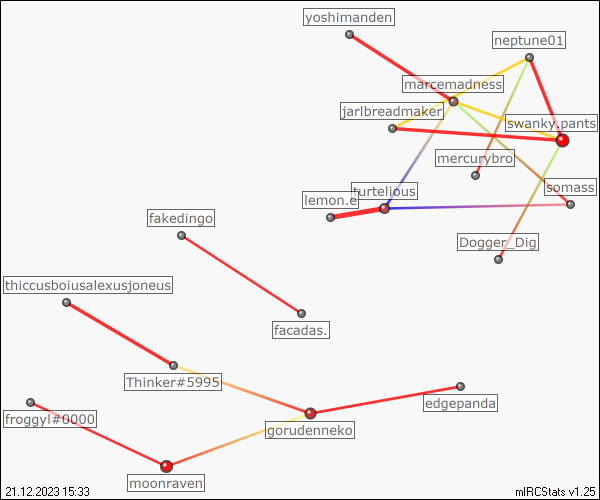 yoshimanden
neptune01
marcemadness
jarlbreadmaker
swanky.pants
mercurybro
turtelious
somass
lemon.e
fakedingo
Dogger_Dig
thiccusboiusalexusjoneus
facadas.
Thinker#5995
edgepanda
froggyl#0000
gorudenneko
moonraven
21.12.2023 15:33
mIRCStats v1.25